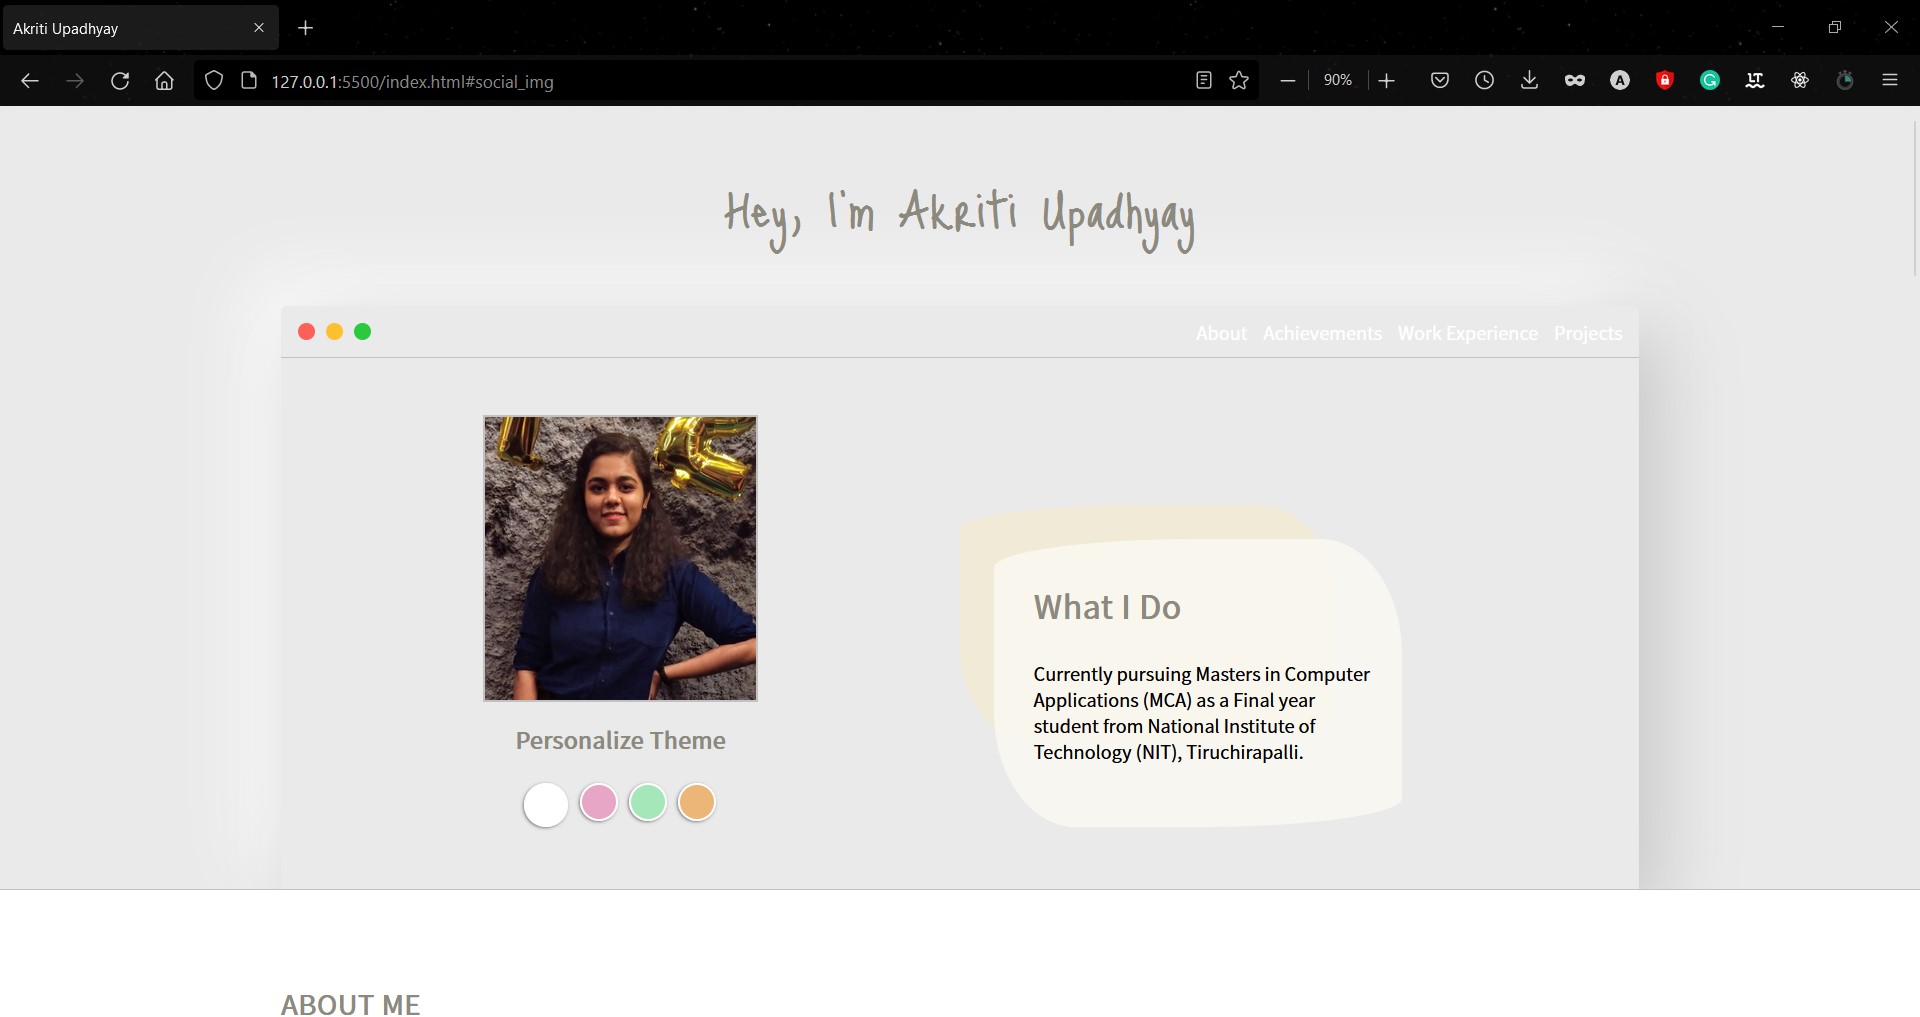 Akriti Upadhyay
127.0.0.1:5500/index.html#social_img
90%
Hey, I'm Akriti Upadhyay
About Achievements Work Experience Projects
What I Do
Currently pursuing Masters in Computer
Applications (MCA) as a Final year
student from National Institute of
Technology (NIT), Tiruchirapalli.
Personalize Theme
ABOUT ME